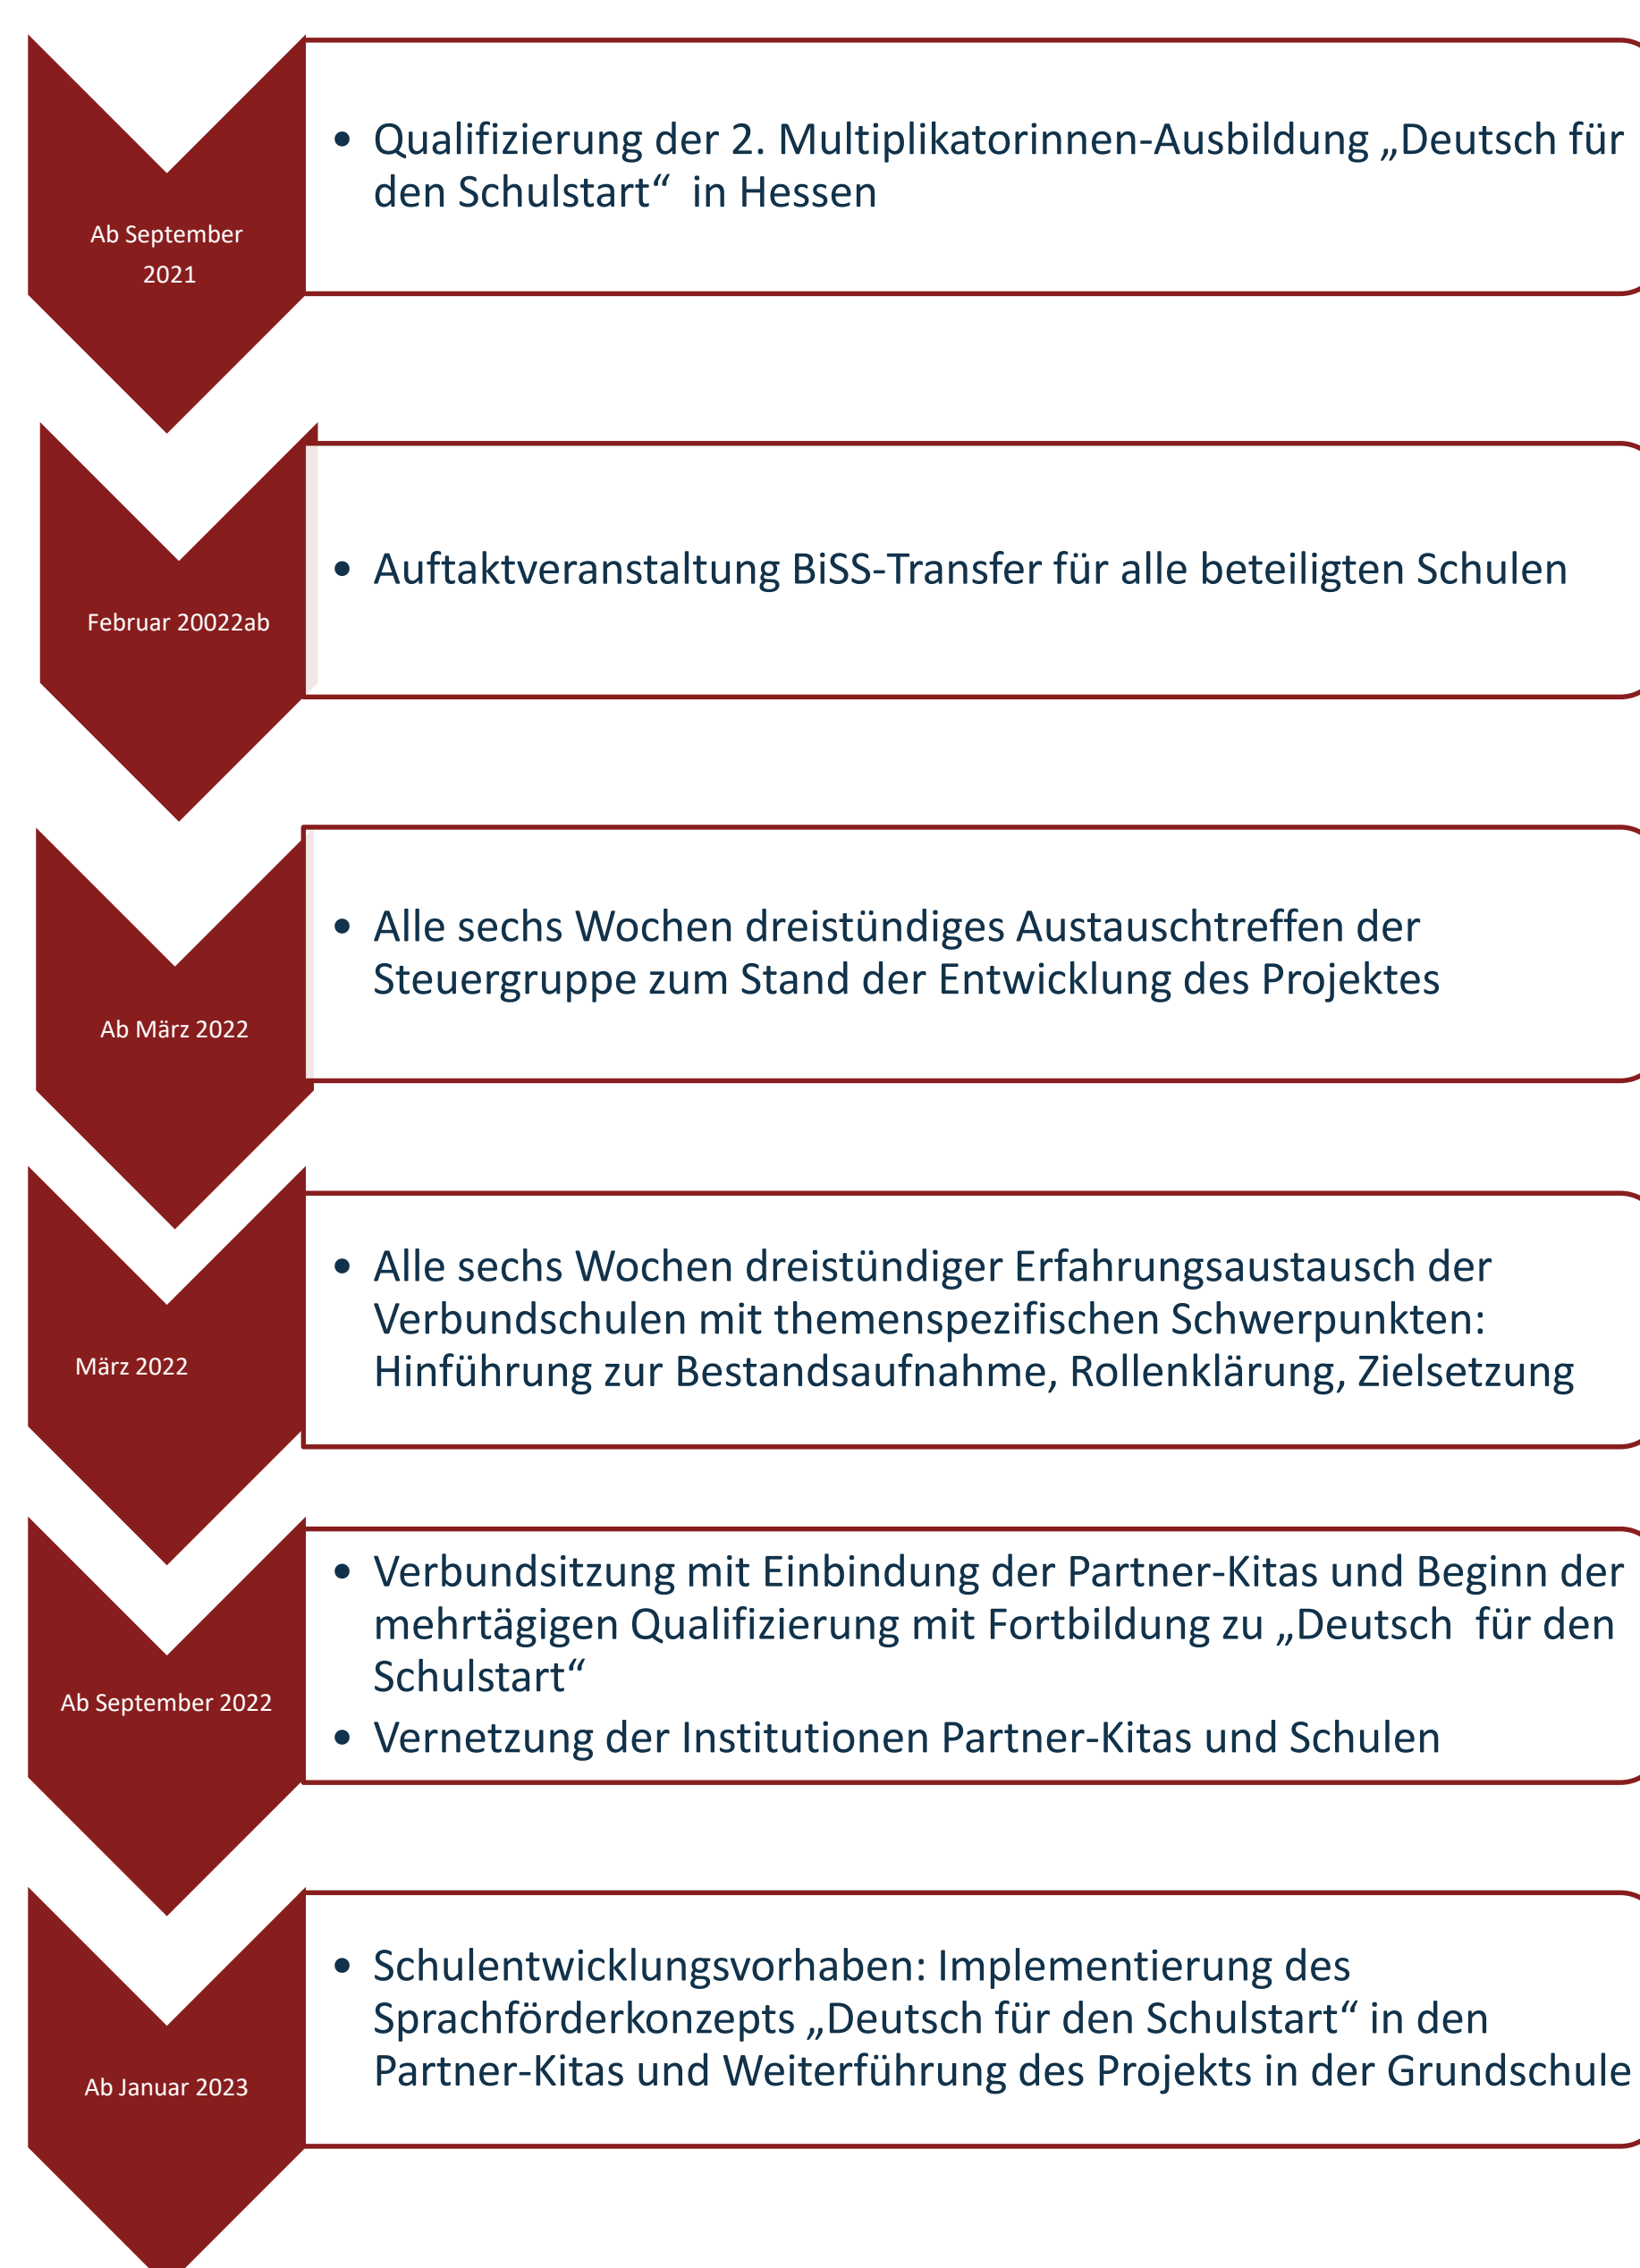 Ab September
2021
• Qualifizierung der 2. Multiplikatorinnen-Ausbildung „Deutsch für
den Schulstart“  in Hessen
Februar 20022ab
• Auftaktveranstaltung BiSS-Transfer für alle beteiligten Schulen
Ab März 2022
• Alle sechs Wochen dreistündiges Austauschtreffen der
Steuergruppe zum Stand der Entwicklung des Projektes
März 2022
• Alle sechs Wochen dreistündiger Erfahrungsaustausch der
Verbundschulen mit themenspezifischen Schwerpunkten:
Hinführung zur Bestandsaufnahme, Rollenklärung, Zielsetzung
Ab September 2022
• Verbundsitzung mit Einbindung der Partner-Kitas und Beginn der
mehrtägigen Qualifizierung mit Fortbildung zu „Deutsch  für den
Schulstart“
• Vernetzung der Institutionen Partner-Kitas und Schulen
Ab Januar 2023
• Schulentwicklungsvorhaben: Implementierung des
Sprachförderkonzepts „Deutsch für den Schulstart“ in den
Partner-Kitas und Weiterführung des Projekts in der Grundschule